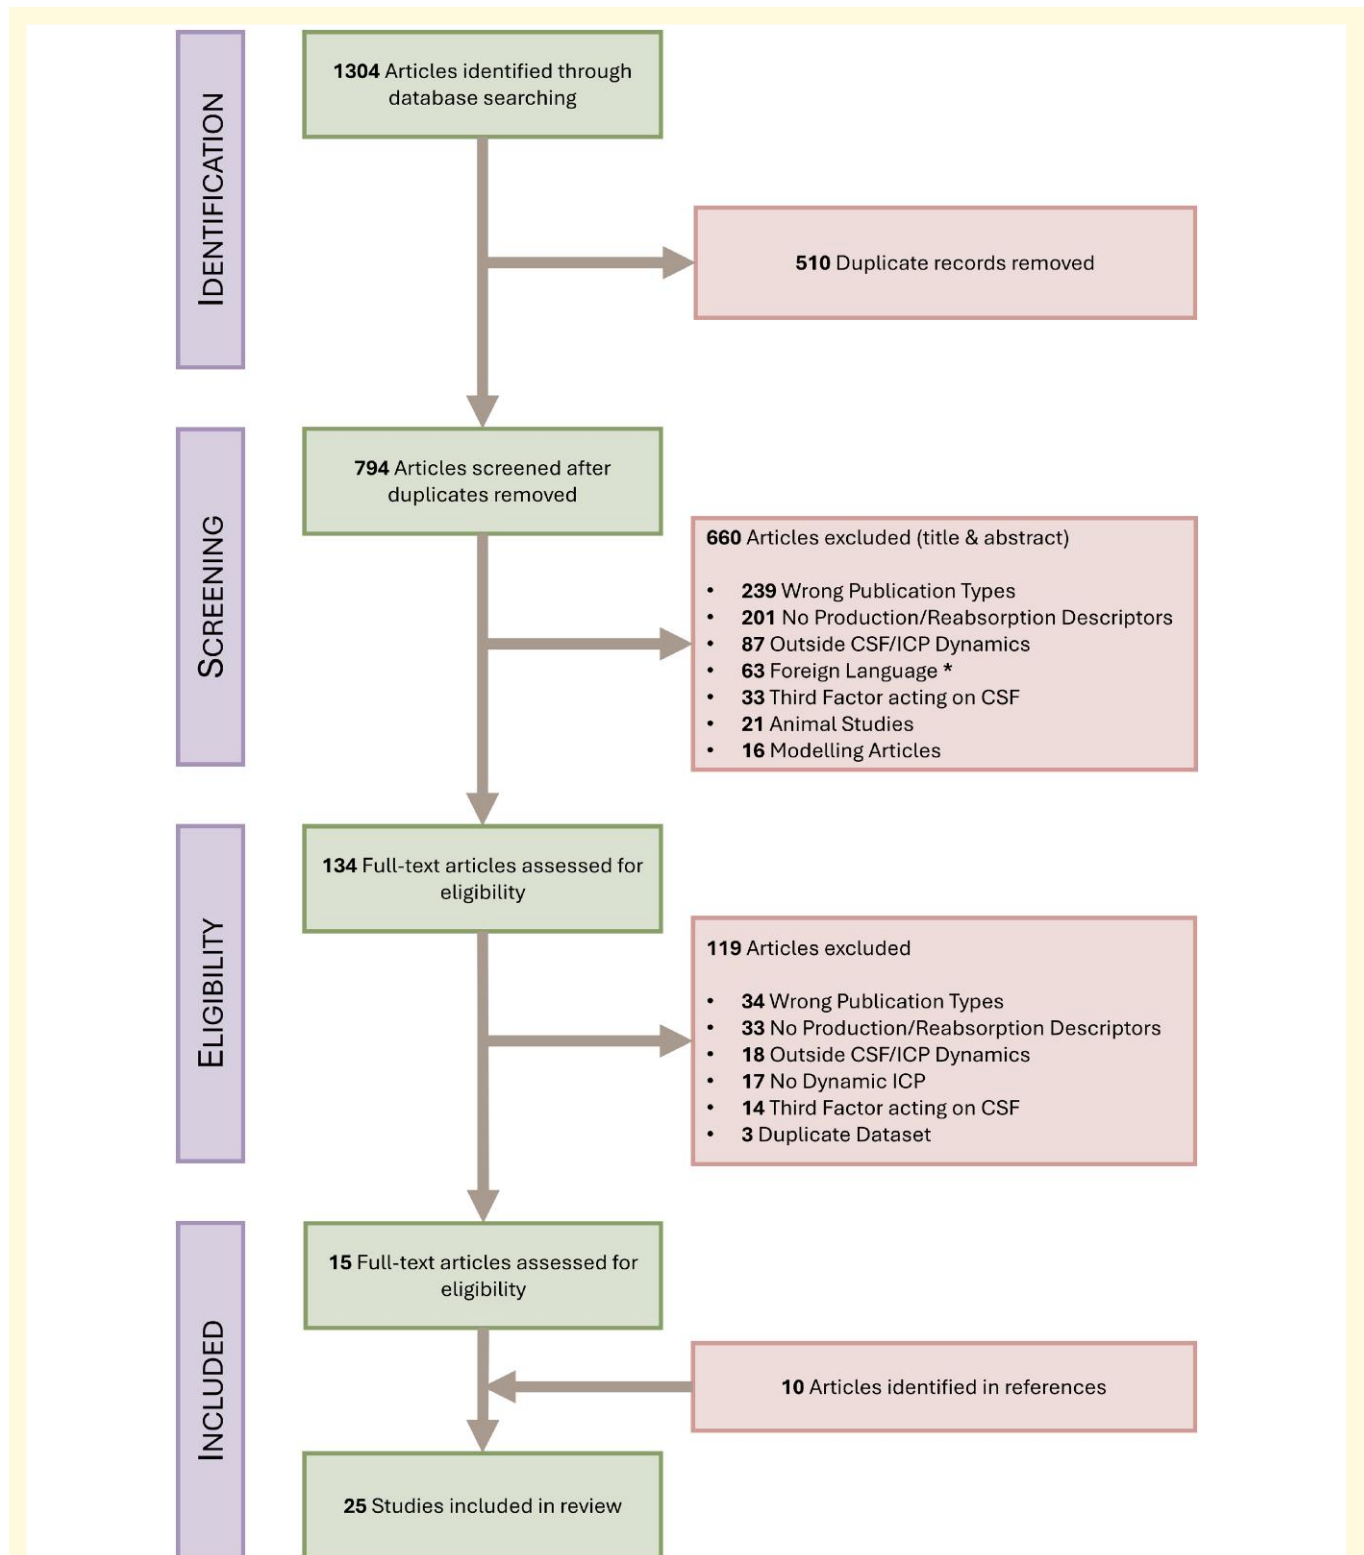 IDENTIFICATION
1304 Articles identified through
database searching
510 Duplicate records removed
SCREENING
794 Articles screened after
duplicates removed
660 Articles excluded (title & abstract)
• 239 Wrong Publication Types
• 201 No Production/Reabsorption Descriptors
• 87 Outside CSF/ICP Dynamics
• 63 Foreign Language *
• 33 Third Factor acting on CSF
• 21 Animal Studies
• 16 Modelling Articles
ELIGIBILITY
134 Full-text articles assessed for
eligibility
119 Articles excluded
• 34 Wrong Publication Types
• 33 No Production/Reabsorption Descriptors
• 18 Outside CSF/ICP Dynamics
• 17 No Dynamic ICP
• 14 Third Factor acting on CSF
• 3 Duplicate Dataset
INCLUDED
15 Full-text articles assessed for
eligibility
10 Articles identified in references
25 Studies included in review